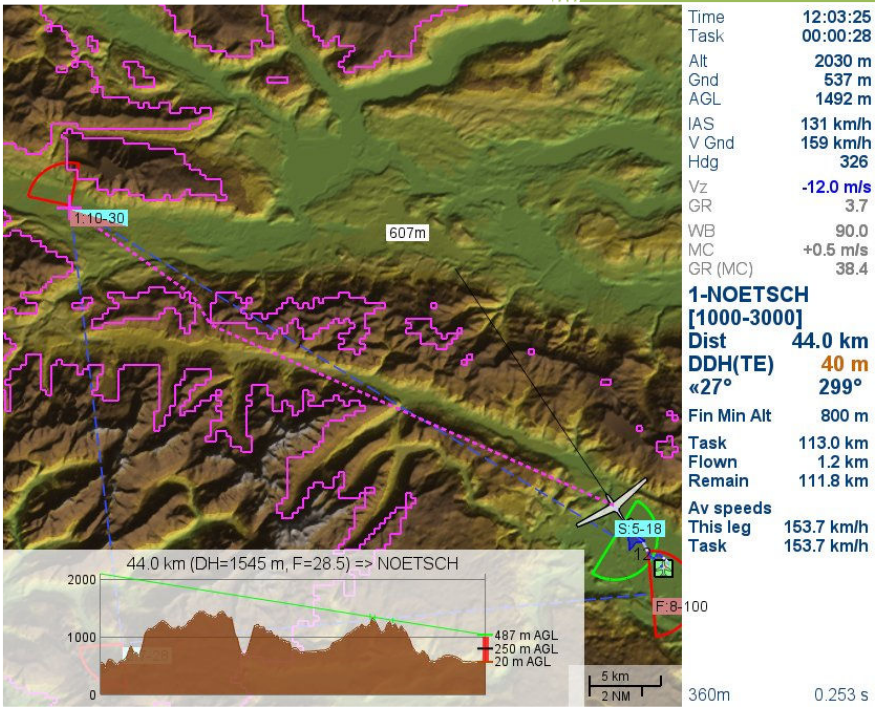 Time 12:03:25
Task 00:00:28
Alt 2030 m
Gnd 537 m
AGL 1492 m
IAS 131 km/h
V Gnd 159 km/h
Hdg 326
Vz -12.0 m/s
GR 3.7
WB 90.0
MC +0.5 m/s
GR (MC) 38.4
1-NOETSCH
[1000-3000]
Dist 44.0 km
DDH(TE) 40 m
«27° 299°
Fin Min Alt 800 m
Task 113.0 km
Flown 1.2 km
Remain 111.8 km
Av speeds
This leg 153.7 km/h
Task 153.7 km/h
360m 0.253 s
1:10-30
607m
S:5-18
12
F:8-100
44.0 km (DH=1545 m, F=28.5) => NOETSCH
2000
1000
0
487 m AGL
250 m AGL
20 m AGL
5 km
2 NM